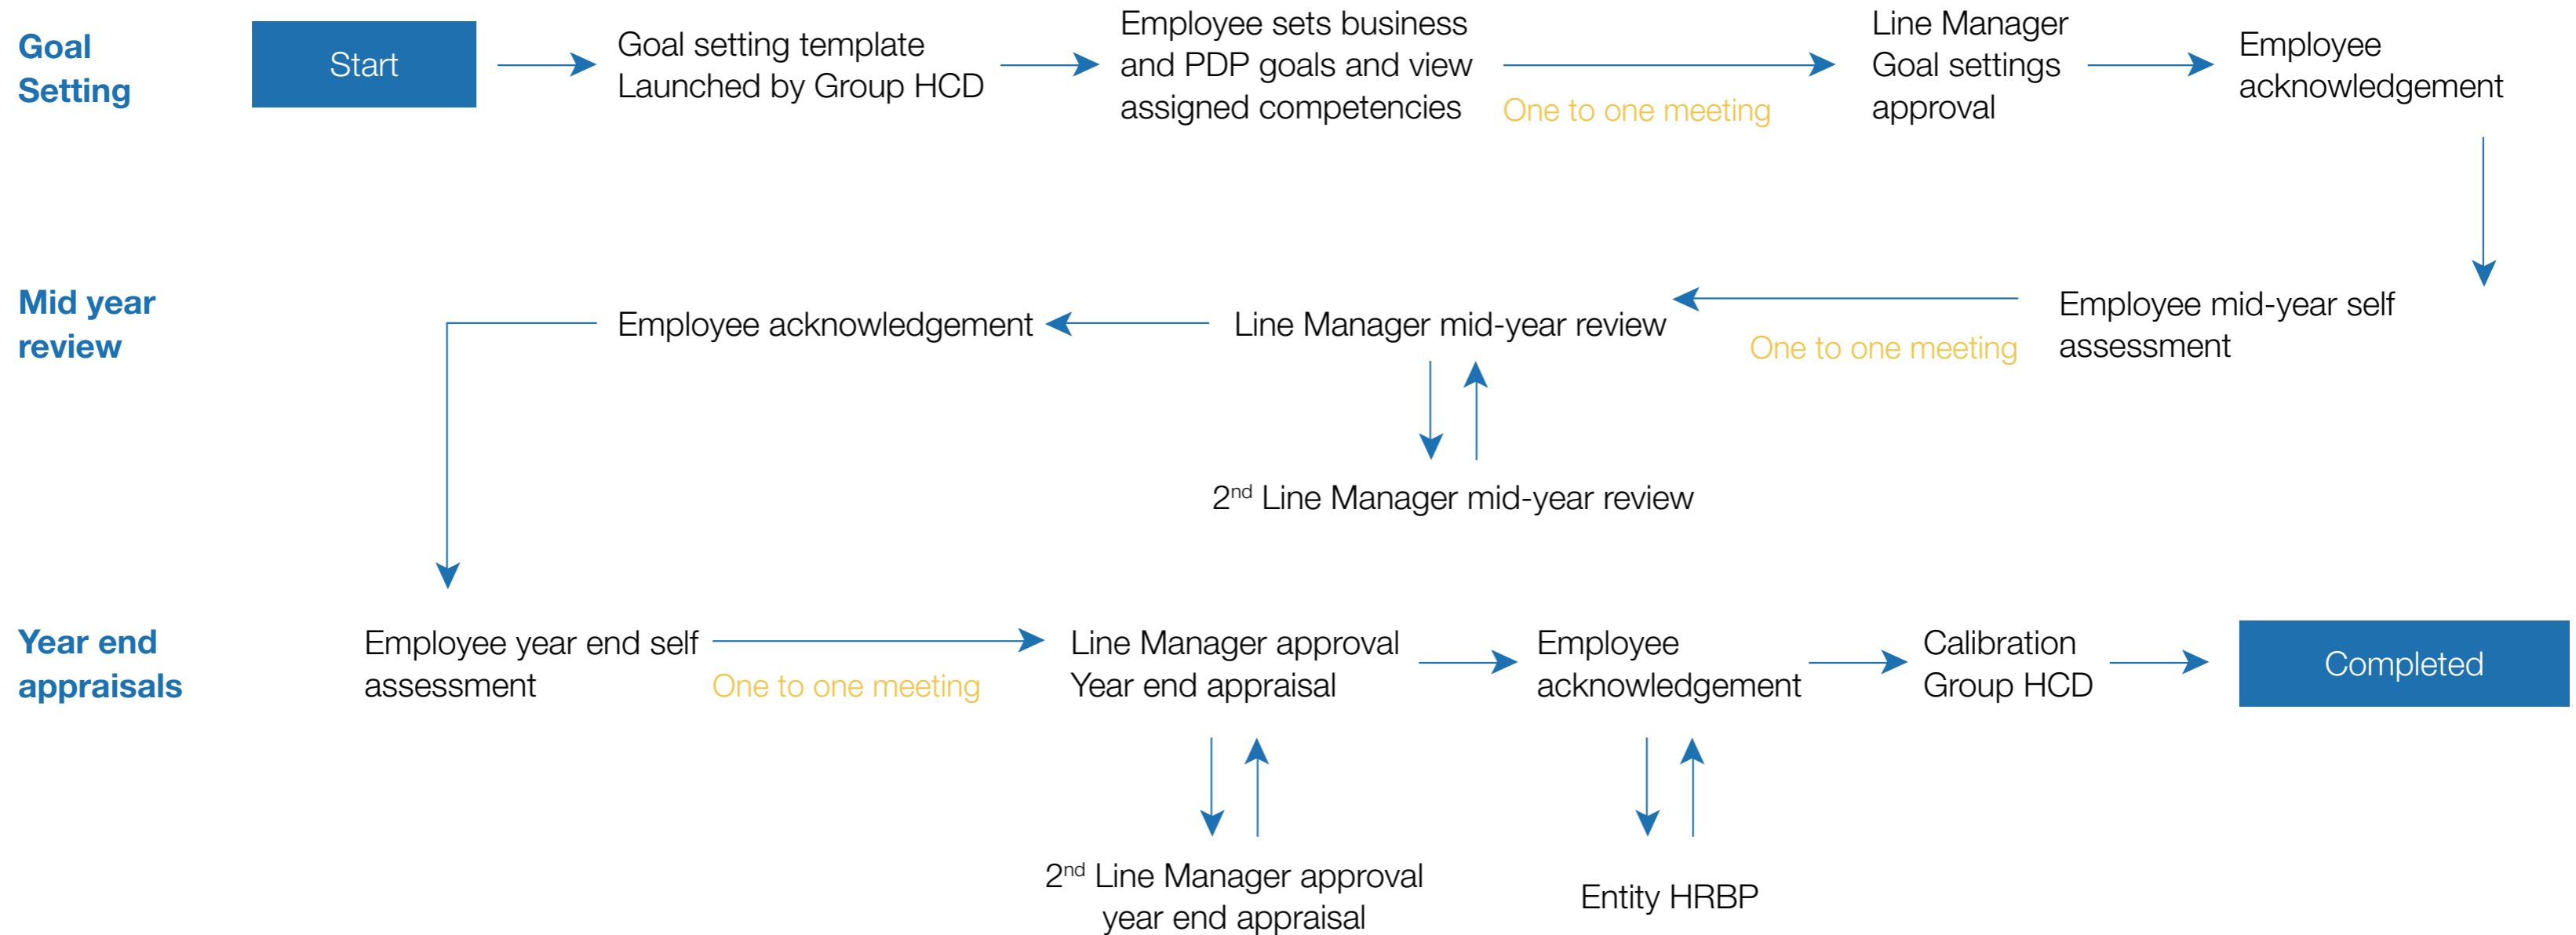 Goal
Setting
Start
Goal setting template
Launched by Group HCD
Employee sets business
and PDP goals and view
assigned competencies
One to one meeting
Line Manager
Goal settings
approval
Employee
acknowledgement
Mid year
review
Employee acknowledgement
Line Manager mid-year review
One to one meeting
Employee mid-year self
assessment
2nd Line Manager mid-year review
Year end
appraisals
Employee year end self
assessment
One to one meeting
Line Manager approval
Year end appraisal
Employee
acknowledgement
Calibration
Group HCD
Completed
2nd Line Manager approval
year end appraisal
Entity HRBP